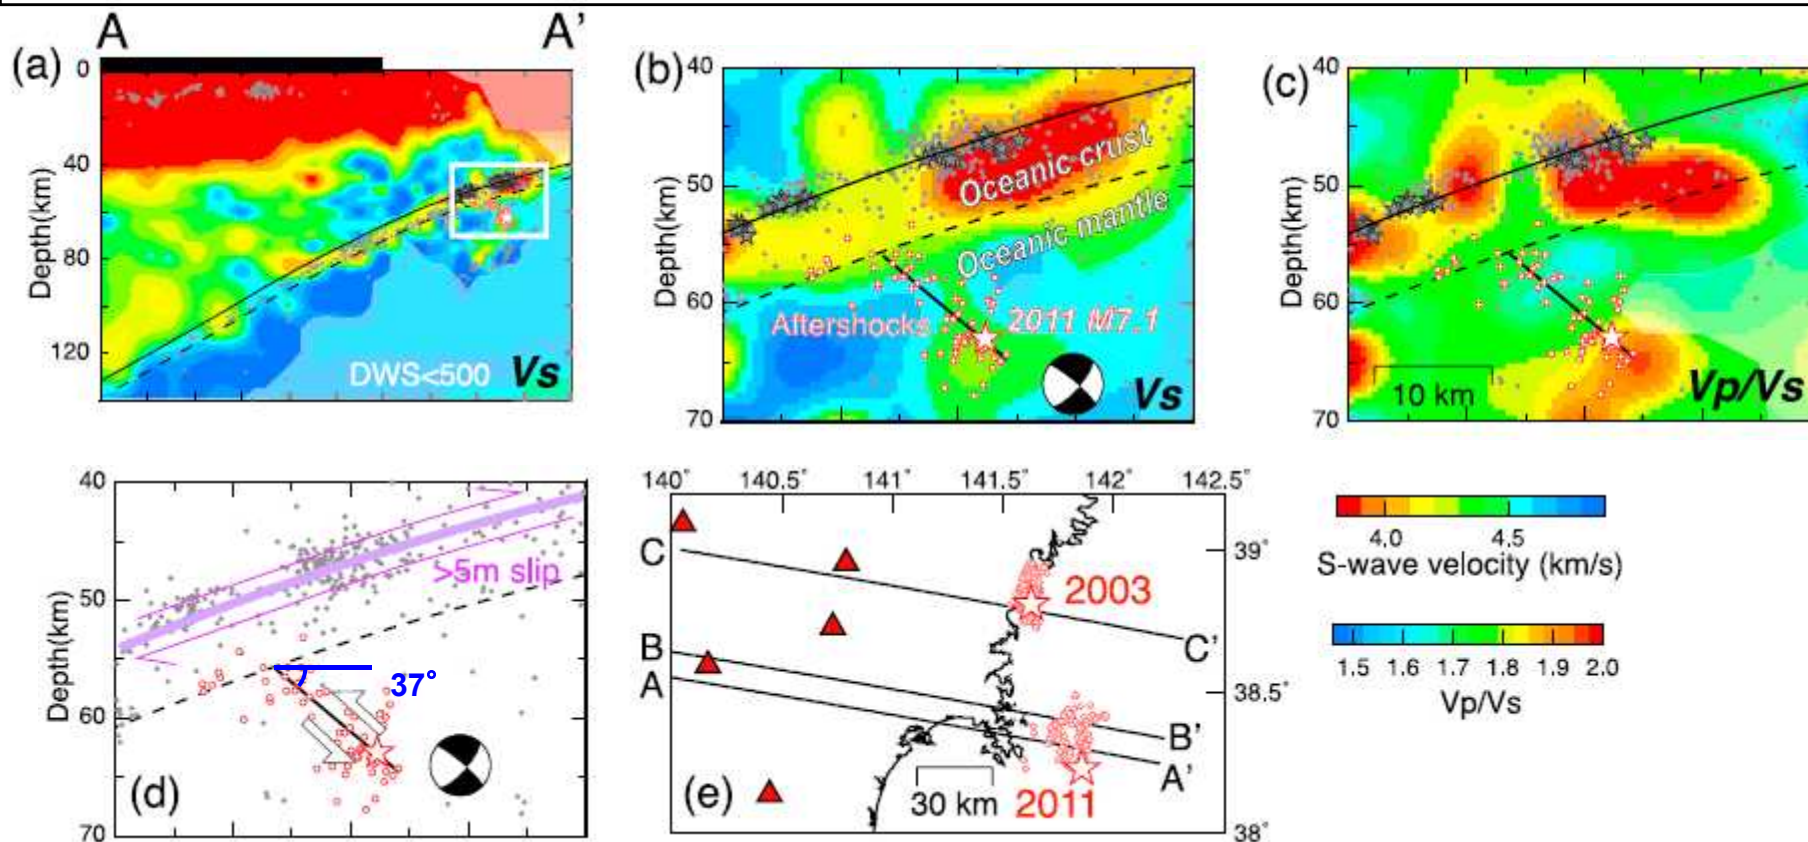 A A'
(a)
0
40
80
120
Depth(km)
DWS<500 Vs
(b)
40
50
60
70
Depth(km)
Oceanic crust
Oceanic mantle
Aftershocks
2011 M7.1
Vs
(c)
40
50
60
70
Depth(km)
10 km
Vp/Vs
40
50
60
70
Depth(km)
>5m slip
37°
(d)
140° 140.5° 141° 141.5° 142° 142.5°
39°
38.5°
38°
C
2003
C'
B
A
B'
A'
(e)
30 km
2011
4.0 4.5
S-wave velocity (km/s)
1.5 1.6 1.7 1.8 1.9 2.0
Vp/Vs